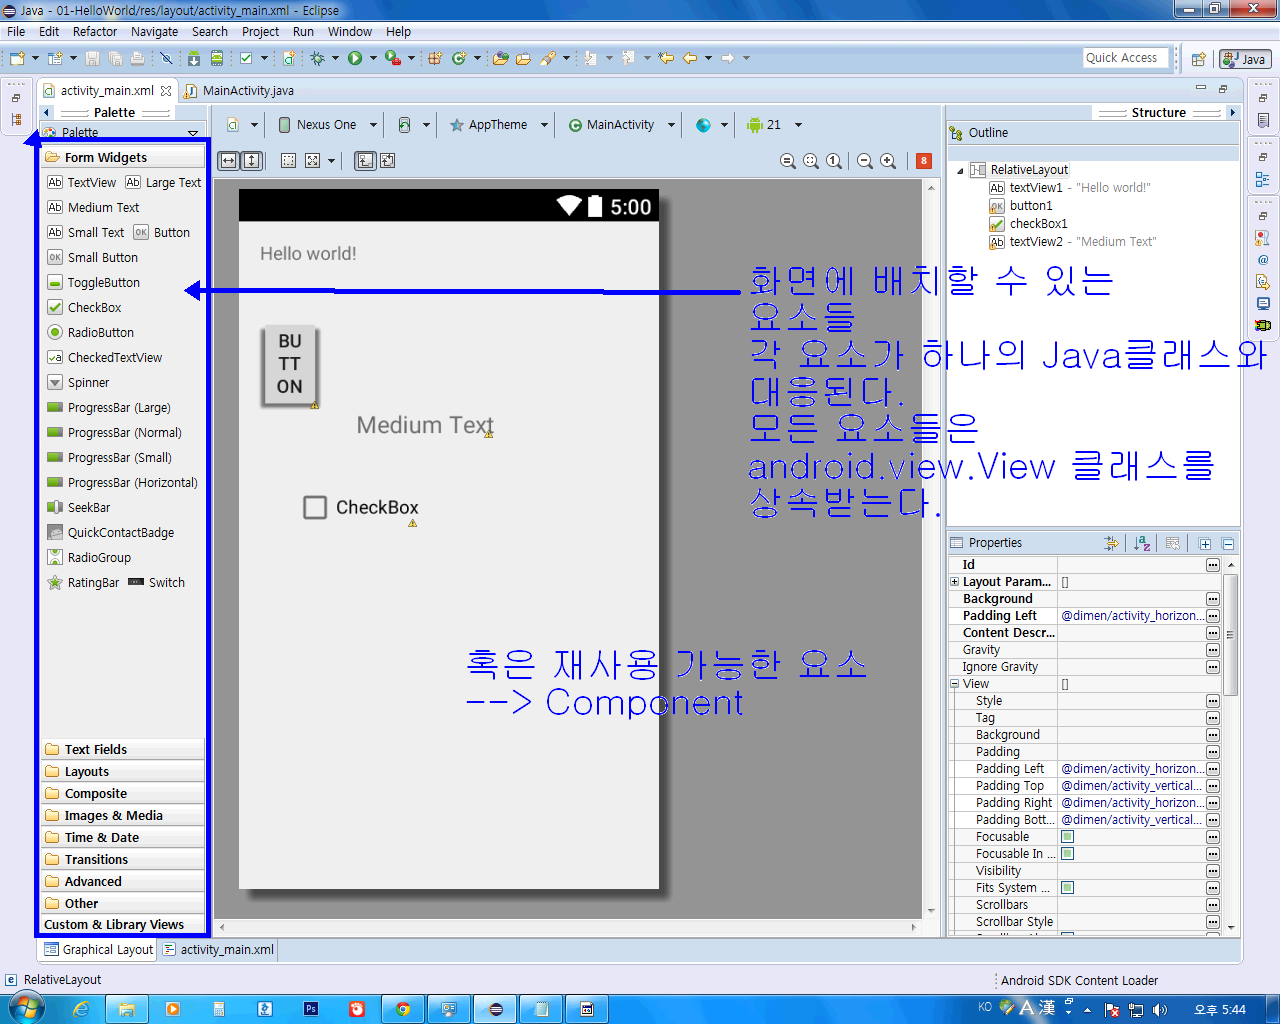 Java - 01-HelloWorld/res/layout/activity_main.xml - Eclipse
File Edit Refactor Navigate Search Project Run Window Help
Quick Access
Java
activity_main.xml
MainActivity.java
Palette
Palette
Form Widgets
Ab TextView Ab Large Text
Ab Medium Text
Ab Small Text OK Button
OK Small Button
ToggleButton
CheckBox
RadioButton
CheckedTextView
Spinner
ProgressBar (Large)
ProgressBar (Normal)
ProgressBar (Small)
ProgressBar (Horizontal)
SeekBar
QuickContactBadge
RadioGroup
RatingBar Switch
Text Fields
Layouts
Composite
Images & Media
Time & Date
Transitions
Advanced
Other
Custom & Library Views
Nexus One
AppTheme
MainActivity
21
8
5:00
Hello world!
BU
TT
ON
Medium Text
CheckBox
화면에 배치할 수 있는
요소들
각 요소가 하나의 Java클래스와
대응된다.
모든 요소들은
android.view.View 클래스를
상속받는다.
혹은 재사용 가능한 요소
--> Component
Structure
Outline
RelativeLayout
Ab textView1 - "Hello world!"
OK button1
checkBox1
Ab textView2 - "Medium Text"
Properties
Id
Layout Param... []
Background
Padding Left @dimen/activity_horizon...
Content Descr...
Gravity
Ignore Gravity
View []
Style
Tag
Background
Padding
Padding Left @dimen/activity_horizon...
Padding Top @dimen/activity_vertical...
Padding Right @dimen/activity_horizon...
Padding Bott... @dimen/activity_vertical...
Focusable
Focusable In ...
Visibility
Fits System ...
Scrollbars
Scrollbar Style
Graphical Layout
activity_main.xml
RelativeLayout
Android SDK Content Loader
KO
A 漢
오후 5:44